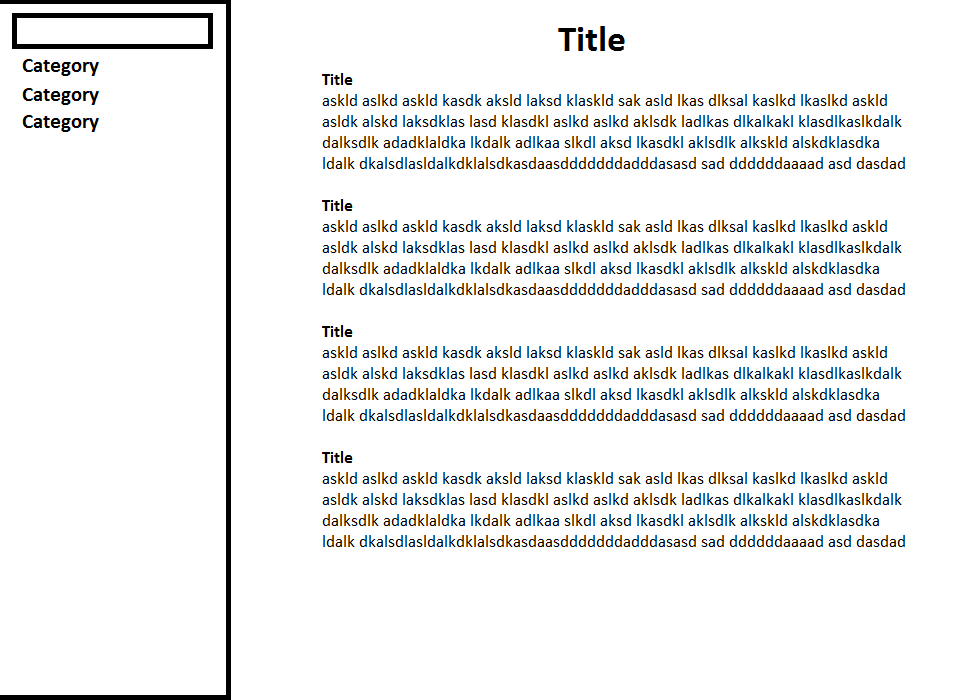 Category
Category
Category
Title
Title
askld aslkd askld kasdk aksld laksd klaskld sak asld lkas dlksal kaslkd lkaslkd askld
asldk alskd laksdklas lasd klasdkl aslkd aslkd aklsdk ladlkas dlkalkakl klasdlkaslkdalk
dalksdlk adadklaldka lkdalk adlkaa slkdl aksd lkasdkl aklsdlk alkskld alskdklasdka
ldalk dkalsdlasldalkdklalsdkasdaasdddddddadddasasd sad ddddddaaaad asd dasdad
Title
askld aslkd askld kasdk aksld laksd klaskld sak asld lkas dlksal kaslkd lkaslkd askld
asldk alskd laksdklas lasd klasdkl aslkd aslkd aklsdk ladlkas dlkalkakl klasdlkaslkdalk
dalksdlk adadklaldka lkdalk adlkaa slkdl aksd lkasdkl aklsdlk alkskld alskdklasdka
ldalk dkalsdlasldalkdklalsdkasdaasdddddddadddasasd sad ddddddaaaad asd dasdad
Title
askld aslkd askld kasdk aksld laksd klaskld sak asld lkas dlksal kaslkd lkaslkd askld
asldk alskd laksdklas lasd klasdkl aslkd aslkd aklsdk ladlkas dlkalkakl klasdlkaslkdalk
dalksdlk adadklaldka lkdalk adlkaa slkdl aksd lkasdkl aklsdlk alkskld alskdklasdka
ldalk dkalsdlasldalkdklalsdkasdaasdddddddadddasasd sad ddddddaaaad asd dasdad
Title
askld aslkd askld kasdk aksld laksd klaskld sak asld lkas dlksal kaslkd lkaslkd askld
asldk alskd laksdklas lasd klasdkl aslkd aslkd aklsdk ladlkas dlkalkakl klasdlkaslkdalk
dalksdlk adadklaldka lkdalk adlkaa slkdl aksd lkasdkl aklsdlk alkskld alskdklasdka
ldalk dkalsdlasldalkdklalsdkasdaasdddddddadddasasd sad ddddddaaaad asd dasdad